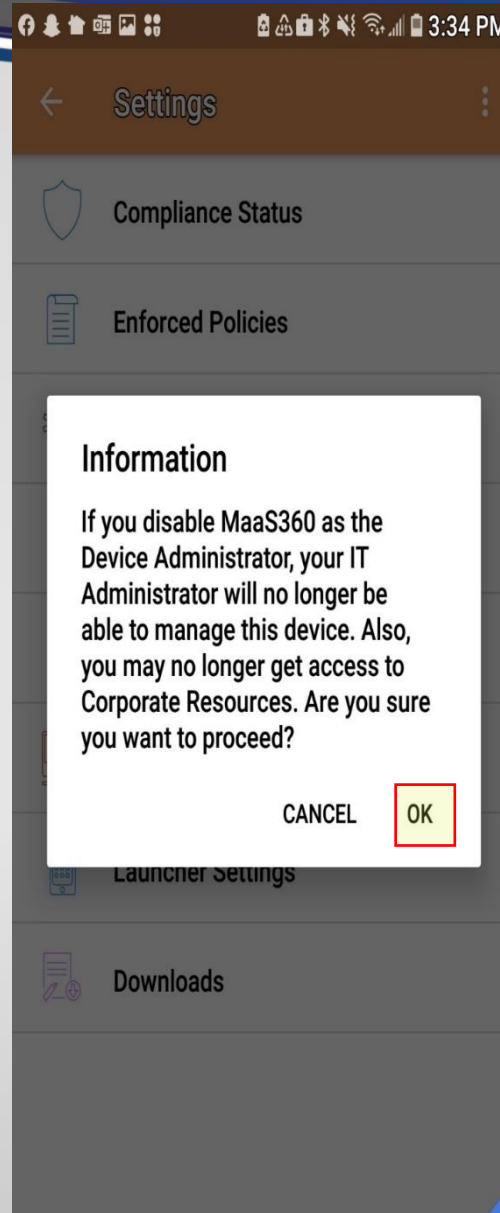 3:34 PM
Settings
Compliance Status
Enforced Policies
Information
If you disable MaaS360 as the
Device Administrator, your IT
Administrator will no longer be
able to manage this device. Also,
you may no longer get access to
Corporate Resources. Are you sure
you want to proceed?
CANCEL OK
Launcher Settings
Downloads